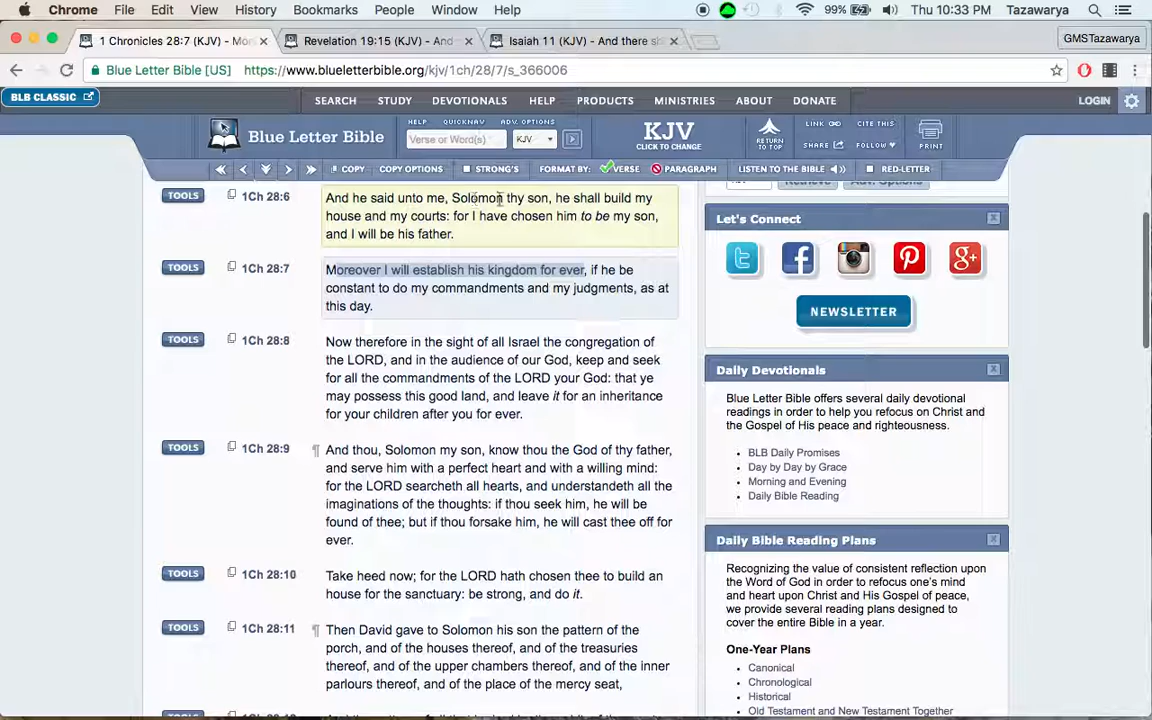 Chrome File Edit View History Bookmarks People Window Help 99% Thu 10:33 PM Tazawarya
1 Chronicles 28:7 (KJV) - Mor
Revelation 19:15 (KJV) - And
Isaiah 11 (KJV) - And there sh
GMSTazawarya
Blue Letter Bible [US] https://www.blueletterbible.org/kjv/1ch/28/7/s_366006
BLB CLASSIC
SEARCH STUDY DEVOTIONALS HELP PRODUCTS MINISTRIES ABOUT DONATE LOGIN
Blue Letter Bible
HELP QUICKNAV ADV. OPTIONS
Verse or Word(s) KJV
KJV
CLICK TO CHANGE
RETURN TO TOP
LINK CITE THIS
SHARE FOLLOW
PRINT
COPY COPY OPTIONS STRONG'S FORMAT BY: VERSE PARAGRAPH LISTEN TO THE BIBLE RED-LETTER
TOOLS 1Ch 28:6 And he said unto me, Solomon thy son, he shall build my
house and my courts: for I have chosen him to be my son,
and I will be his father.
TOOLS 1Ch 28:7 Moreover I will establish his kingdom for ever, if he be
constant to do my commandments and my judgments, as at
this day.
TOOLS 1Ch 28:8 Now therefore in the sight of all Israel the congregation of
the LORD, and in the audience of our God, keep and seek
for all the commandments of the LORD your God: that ye
may possess this good land, and leave it for an inheritance
for your children after you for ever.
TOOLS 1Ch 28:9 ¶ And thou, Solomon my son, know thou the God of thy father,
and serve him with a perfect heart and with a willing mind:
for the LORD searcheth all hearts, and understandeth all the
imaginations of the thoughts: if thou seek him, he will be
found of thee; but if thou forsake him, he will cast thee off for
ever.
TOOLS 1Ch 28:10 Take heed now; for the LORD hath chosen thee to build an
house for the sanctuary: be strong, and do it.
TOOLS 1Ch 28:11 ¶ Then David gave to Solomon his son the pattern of the
porch, and of the houses thereof, and of the treasuries
thereof, and of the upper chambers thereof, and of the inner
parlours thereof, and of the place of the mercy seat,
KJV Retrieve Adv. Options
Let's Connect
NEWSLETTER
Daily Devotionals
Blue Letter Bible offers several daily devotional
readings in order to help you refocus on Christ and
the Gospel of His peace and righteousness.
BLB Daily Promises
Day by Day by Grace
Morning and Evening
Daily Bible Reading
Daily Bible Reading Plans
Recognizing the value of consistent reflection upon
the Word of God in order to refocus one's mind
and heart upon Christ and His Gospel of peace,
we provide several reading plans designed to
cover the entire Bible in a year.
One-Year Plans
Canonical
Chronological
Historical
Old Testament and New Testament Together